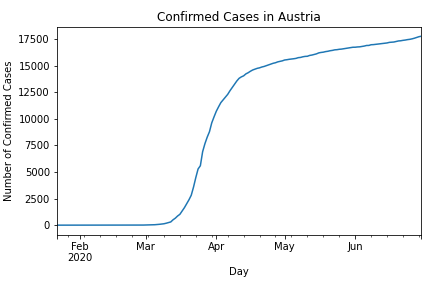 Confirmed Cases in Austria
17500
15000
12500
10000
7500
5000
2500
0
Number of Confirmed Cases
Feb
2020
Mar
Apr
May
Jun
Day